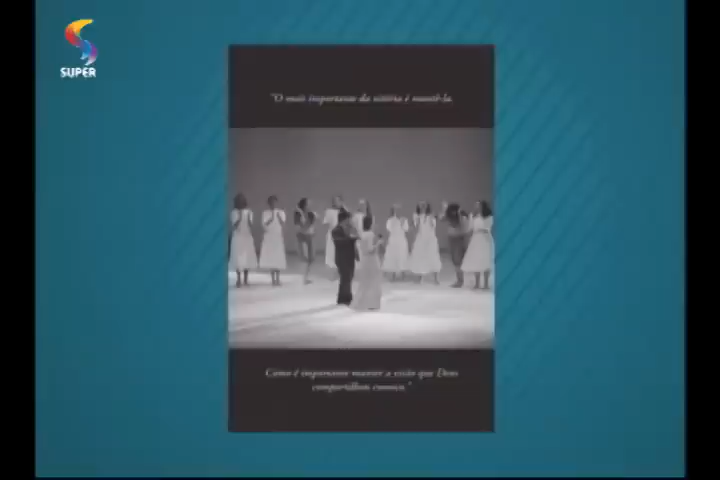 SUPER
"O mais importante da vitória é mantê-la.
Como é importante manter a visão que Deus
compartilhou conosco."